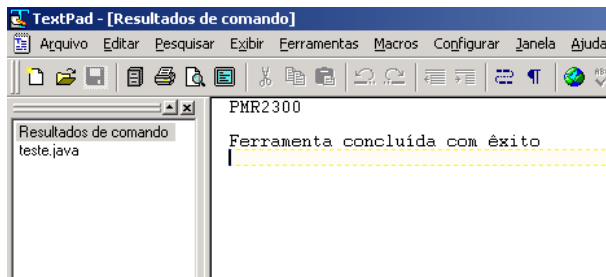 TextPad - [Resultados de comando]
Arquivo Editar Pesquisar Exibir Ferramentas Macros Configurar Janela Ajuda
Resultados de comando
teste.java
PMR2300
Ferramenta concluída com êxito